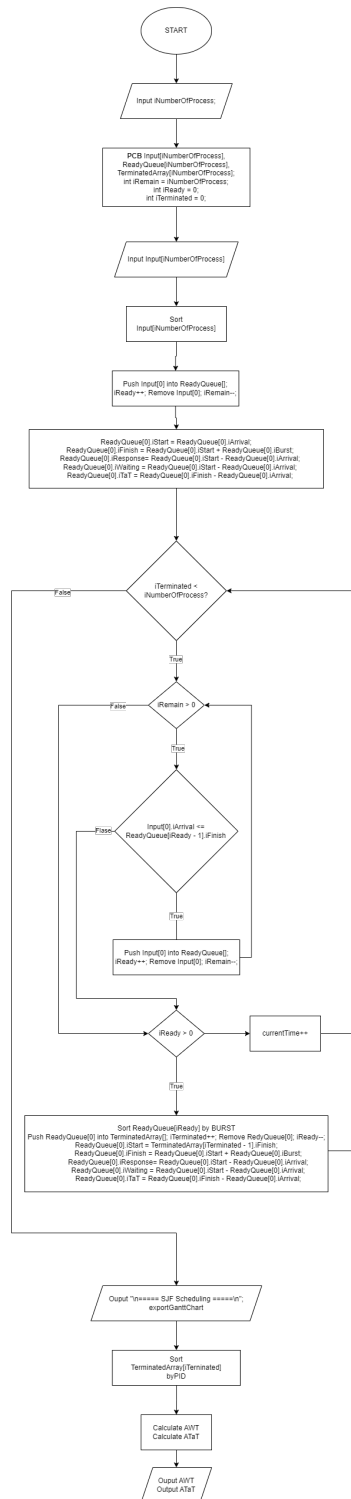 START
Input iNumberOfProcess;
PCB Input[iNumberOfProcess],
ReadyQueue[iNumberOfProcess],
TerminatedArray[iNumberOfProcess];
int iRemain = iNumberOfProcess;
int iReady = 0;
int iTerminated = 0;
Input Input[iNumberOfProcess]
Sort
Input[iNumberOfProcess]
Push Input[0] into ReadyQueue[];
iReady++; Remove Input[0]; iRemain--;
ReadyQueue[0].iStart = ReadyQueue[0].iArrival;
ReadyQueue[0].iFinish = ReadyQueue[0].iStart + ReadyQueue[0].iBurst;
ReadyQueue[0].iResponse= ReadyQueue[0].iStart - ReadyQueue[0].iArrival;
ReadyQueue[0].iWaiting = ReadyQueue[0].iStart - ReadyQueue[0].iArrival;
ReadyQueue[0].iTaT = ReadyQueue[0].iFinish - ReadyQueue[0].iArrival;
iTerminated <
iNumberOfProcess?
False
True
iRemain > 0
False
True
Input[0].iArrival <=
ReadyQueue[iReady - 1].iFinish
Flase
True
Push Input[0] into ReadyQueue[];
iReady++; Remove Input[0]; iRemain--;
iReady > 0
currentTime++
True
Sort ReadyQueue[iReady] by BURST
Push ReadyQueue[0] into TerminatedArray[]; iTerminated++; Remove RedyQueue[0]; iReady--;
ReadyQueue[0].iStart = TerminatedArray[iTerminated - 1].iFinish;
ReadyQueue[0].iFinish = ReadyQueue[0].iStart + ReadyQueue[0].iBurst;
ReadyQueue[0].iResponse= ReadyQueue[0].iStart - ReadyQueue[0].iArrival;
ReadyQueue[0].iWaiting = ReadyQueue[0].iStart - ReadyQueue[0].iArrival;
ReadyQueue[0].iTaT = ReadyQueue[0].iFinish - ReadyQueue[0].iArrival;
Ouput "\n===== SJF Scheduling =====\n";
exportGanttChart
Sort
TerminatedArray[iTerninated]
byPID
Calculate AWT
Calculate ATaT
Ouput AWT
Output ATaT